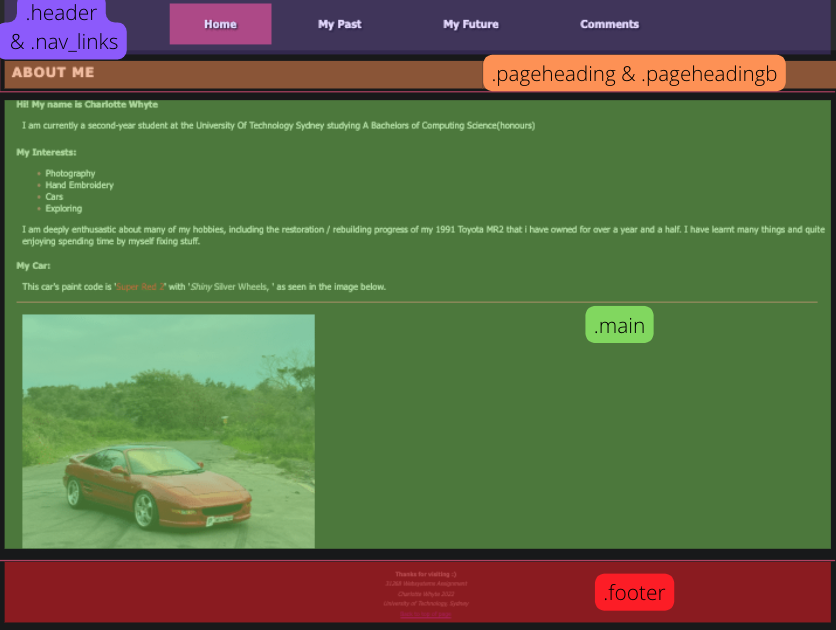 .header
& .nav_links
Home My Past My Future Comments
ABOUT ME
.pageheading & .pageheadingb
Hi! My name is Charlotte Whyte
I am currently a second-year student at the University Of Technology Sydney studying A Bachelors of Computing Science(honours)
My Interests:
Photography
Hand Embroidery
Cars
Exploring
I am deeply enthusastic about many of my hobbies, including the restoration / rebuilding progress of my 1991 Toyota MR2 that i have owned for over a year and a half. I have learnt many things and quite
enjoying spending time by myself fixing stuff.
My Car:
This car's paint code is 'Super Red 2' with 'Shiny Silver Wheels, ' as seen in the image below.
.main
Thanks for visiting :)
Assignment
Charlotte Whyte 2022
University of Technology, Sydney
.footer